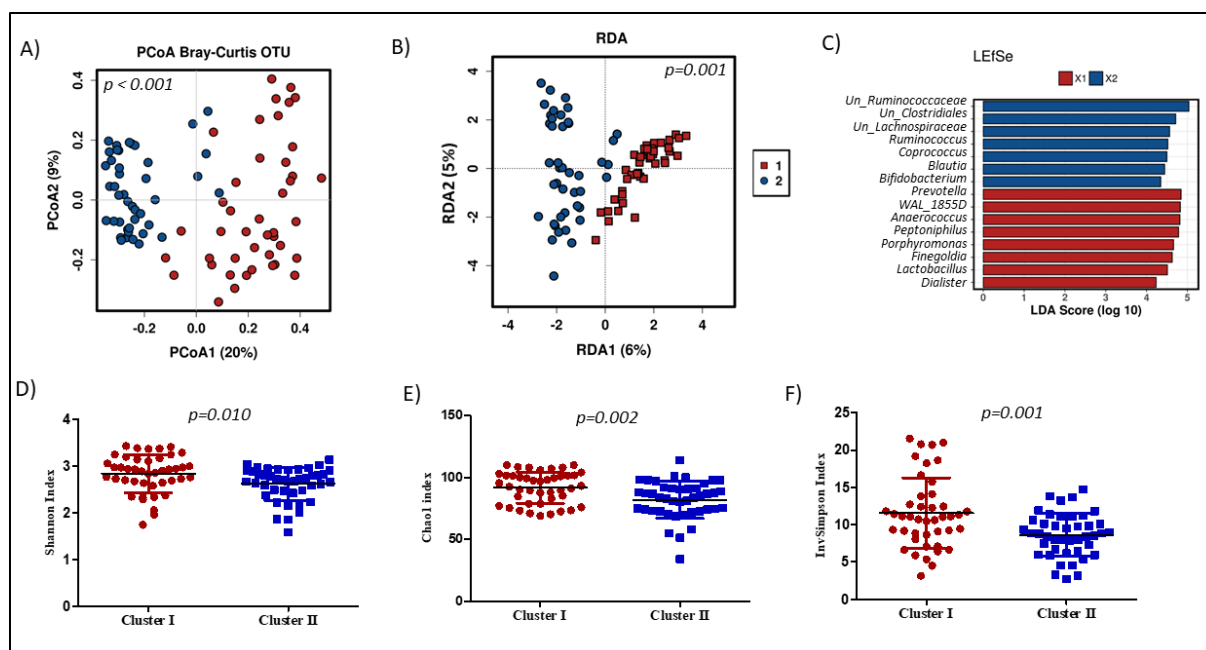 A)
PCoA Bray-Curtis OTU
p < 0.001
PCoA2 (9%)
0.4
0.2
0.0
-0.2
-0.2
0.0
0.2
0.4
PCoA1 (20%)
B)
RDA
p=0.001
RDA2 (5%)
4
2
0
-2
-4
-4
-2
0
2
4
RDA1 (6%)
1
2
C)
LEfSe
X1
X2
Un_Ruminococcaceae
Un_Clostridiales
Un_Lachnospiraceae
Ruminococcus
Coprococcus
Blautia
Bifidobacterium
Prevotella
WAL_1855D
Anaerococcus
Peptoniphilus
Porphyromonas
Finegoldia
Lactobacillus
Dialister
0
1
2
3
4
5
LDA Score (log 10)
D)
p=0.010
Shannon Index
4
3
2
1
0
Cluster I
Cluster II
E)
p=0.002
Chao1 Index
150
100
50
0
Cluster I
Cluster II
F)
p=0.001
InvSimpson Index
25
20
15
10
5
0
Cluster I
Cluster II